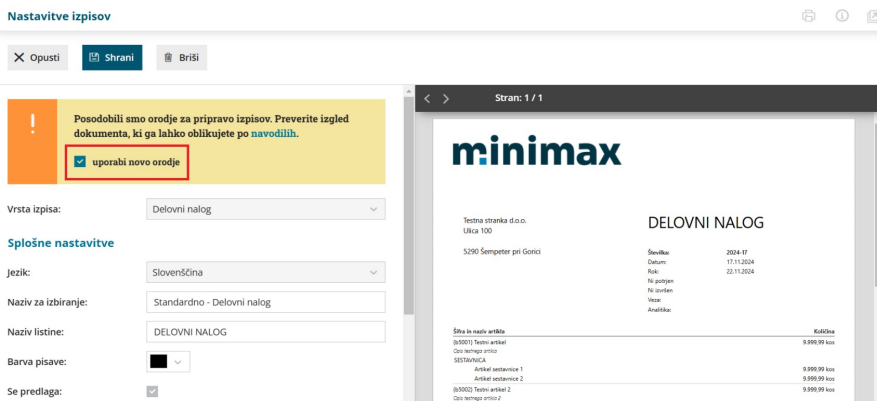 Nastavitve izpisov
Opusti
Shrani
Briši
Posodobili smo orodje za pripravo izpisov. Preverite izgled
dokumenta, ki ga lahko oblikujete po navodilih.
uporabi novo orodje
Vrsta izpisa: Delovni nalog
Splošne nastavitve
Jezik: Slovenščina
Naziv za izbiranje: Standardno - Delovni nalog
Naziv listine: DELOVNI NALOG
Barva pisave:
Se predlaga:
Stran: 1 / 1
minimax
Testna stranka d.o.o.
Ulica 100
5290 Šempeter pri Gorici
DELOVNI NALOG
Številka: 2024-17
Datum: 17.11.2024
Rok: 22.11.2024
Ni potrjen
Ni izvršen
Veza:
Analitika:
Šifra in naziv artikla Količina
(b5001) Testni artikel 9.999,99 kos
Opis testnega artikla
SESTAVNICA
Artikel sestavnice 1 9.999,99 kos
Artikel sestavnice 2 9.999,99 kos
(b5002) Testni artikel 2 9.999,99 kos
Opis testnega artikla 2